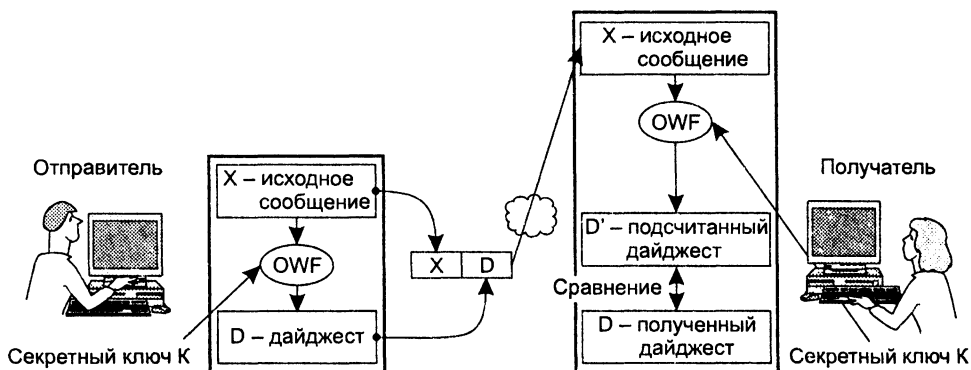 Отправитель
X – исходное
сообщение
OWF
D – дайджест
Секретный ключ К
X D
X – исходное
сообщение
OWF
D' – подсчитанный
дайджест
Сравнение
D – полученный
дайджест
Получатель
Секретный ключ К